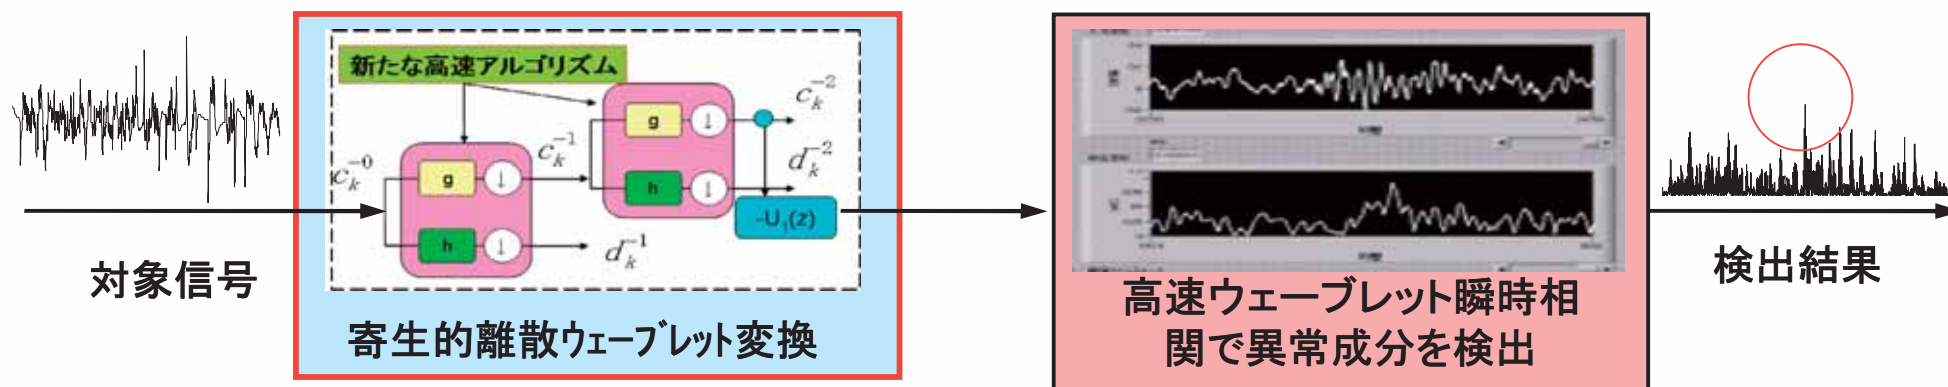 新たな高速アルゴリズム
c_k^{-2}
g
↓
c_k^{-1}
d_k^{-2}
c_k^{-0}
g
↓
h
↓
-U₁(z)
h
↓
d_k^{-1}
対象信号
寄生的離散ウェーブレット変換
高速ウェーブレット瞬時相
関で異常成分を検出
検出結果